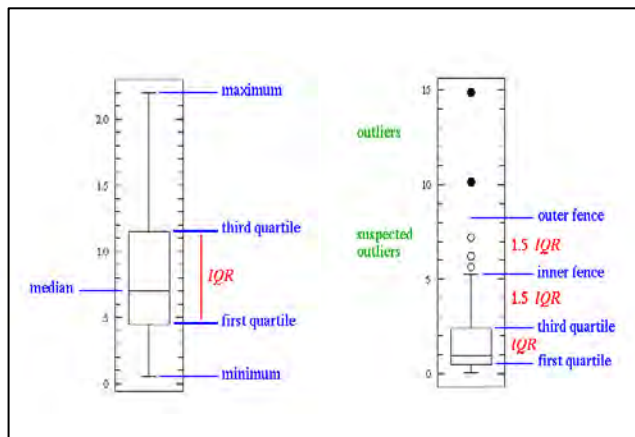 maximum
2.0
1.5
third quartile
1.0
IQR
median
.5
first quartile
minimum
0
15
outliers
10
outer fence
suspected
outliers
1.5 IQR
5
inner fence
1.5 IQR
third quartile
IQR
first quartile
0